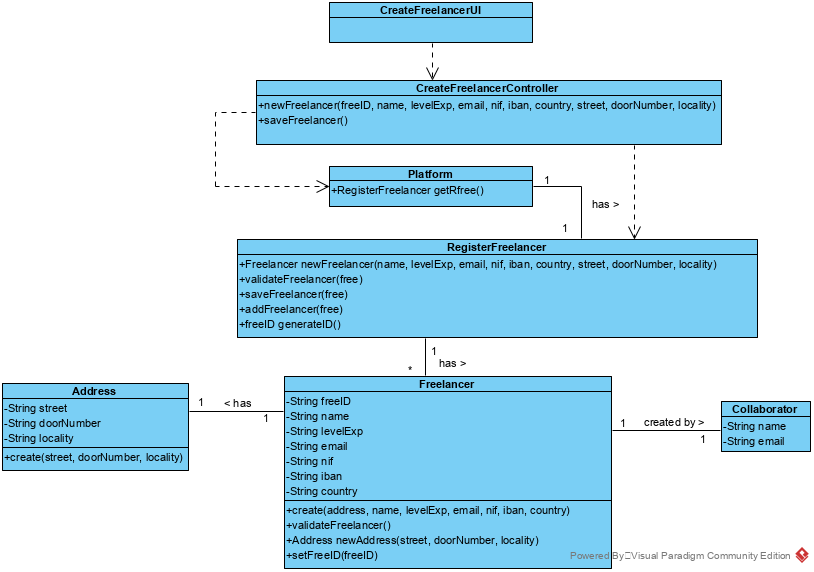 CreateFreelancerUI
CreateFreelancerController
+newFreelancer(freeID, name, levelExp, email, nif, iban, country, street, doorNumber, locality)
+saveFreelancer()
Platform
+RegisterFreelancer getRfree()
1
has >
1
RegisterFreelancer
+Freelancer newFreelancer(name, levelExp, email, nif, iban, country, street, doorNumber, locality)
+validateFreelancer(free)
+saveFreelancer(free)
+addFreelancer(free)
+freeID generateID()
1
has >
*
Address
-String street
-String doorNumber
-String locality
+create(street, doorNumber, locality)
1
< has
1
Freelancer
-String freeID
-String name
-String levelExp
-String email
-String nif
-String iban
-String country
+create(address, name, levelExp, email, nif, iban, country)
+validateFreelancer()
+Address newAddress(street, doorNumber, locality)
+setFreeID(freeID)
1
created by >
1
Collaborator
-String name
-String email
Powered By Visual Paradigm Community Edition